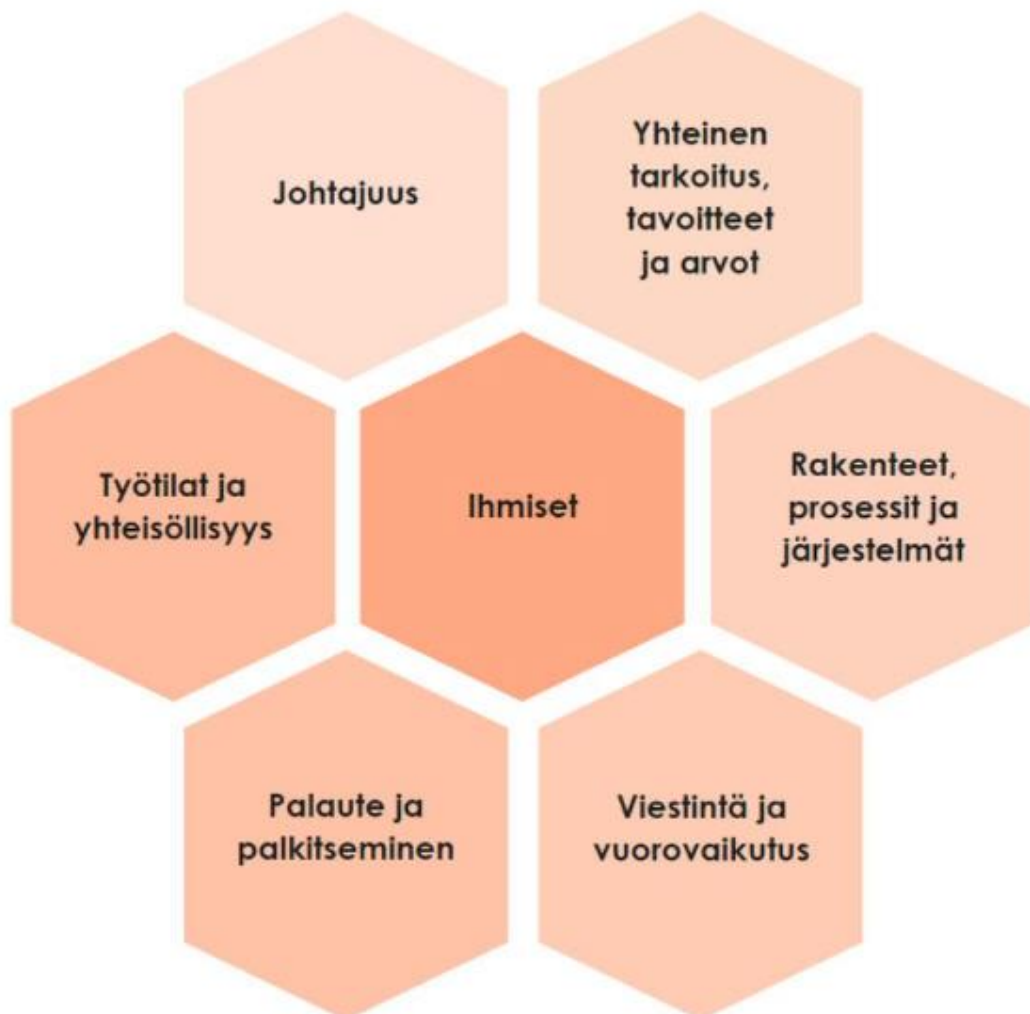 Johtajuus
Yhteinen
tarkoitus,
tavoitteet
ja arvot
Työtilat ja
yhteisöllisyys
Ihmiset
Rakenteet,
prosessit ja
järjestelmät
Palaute ja
palkitseminen
Viestintä ja
vuorovaikutus